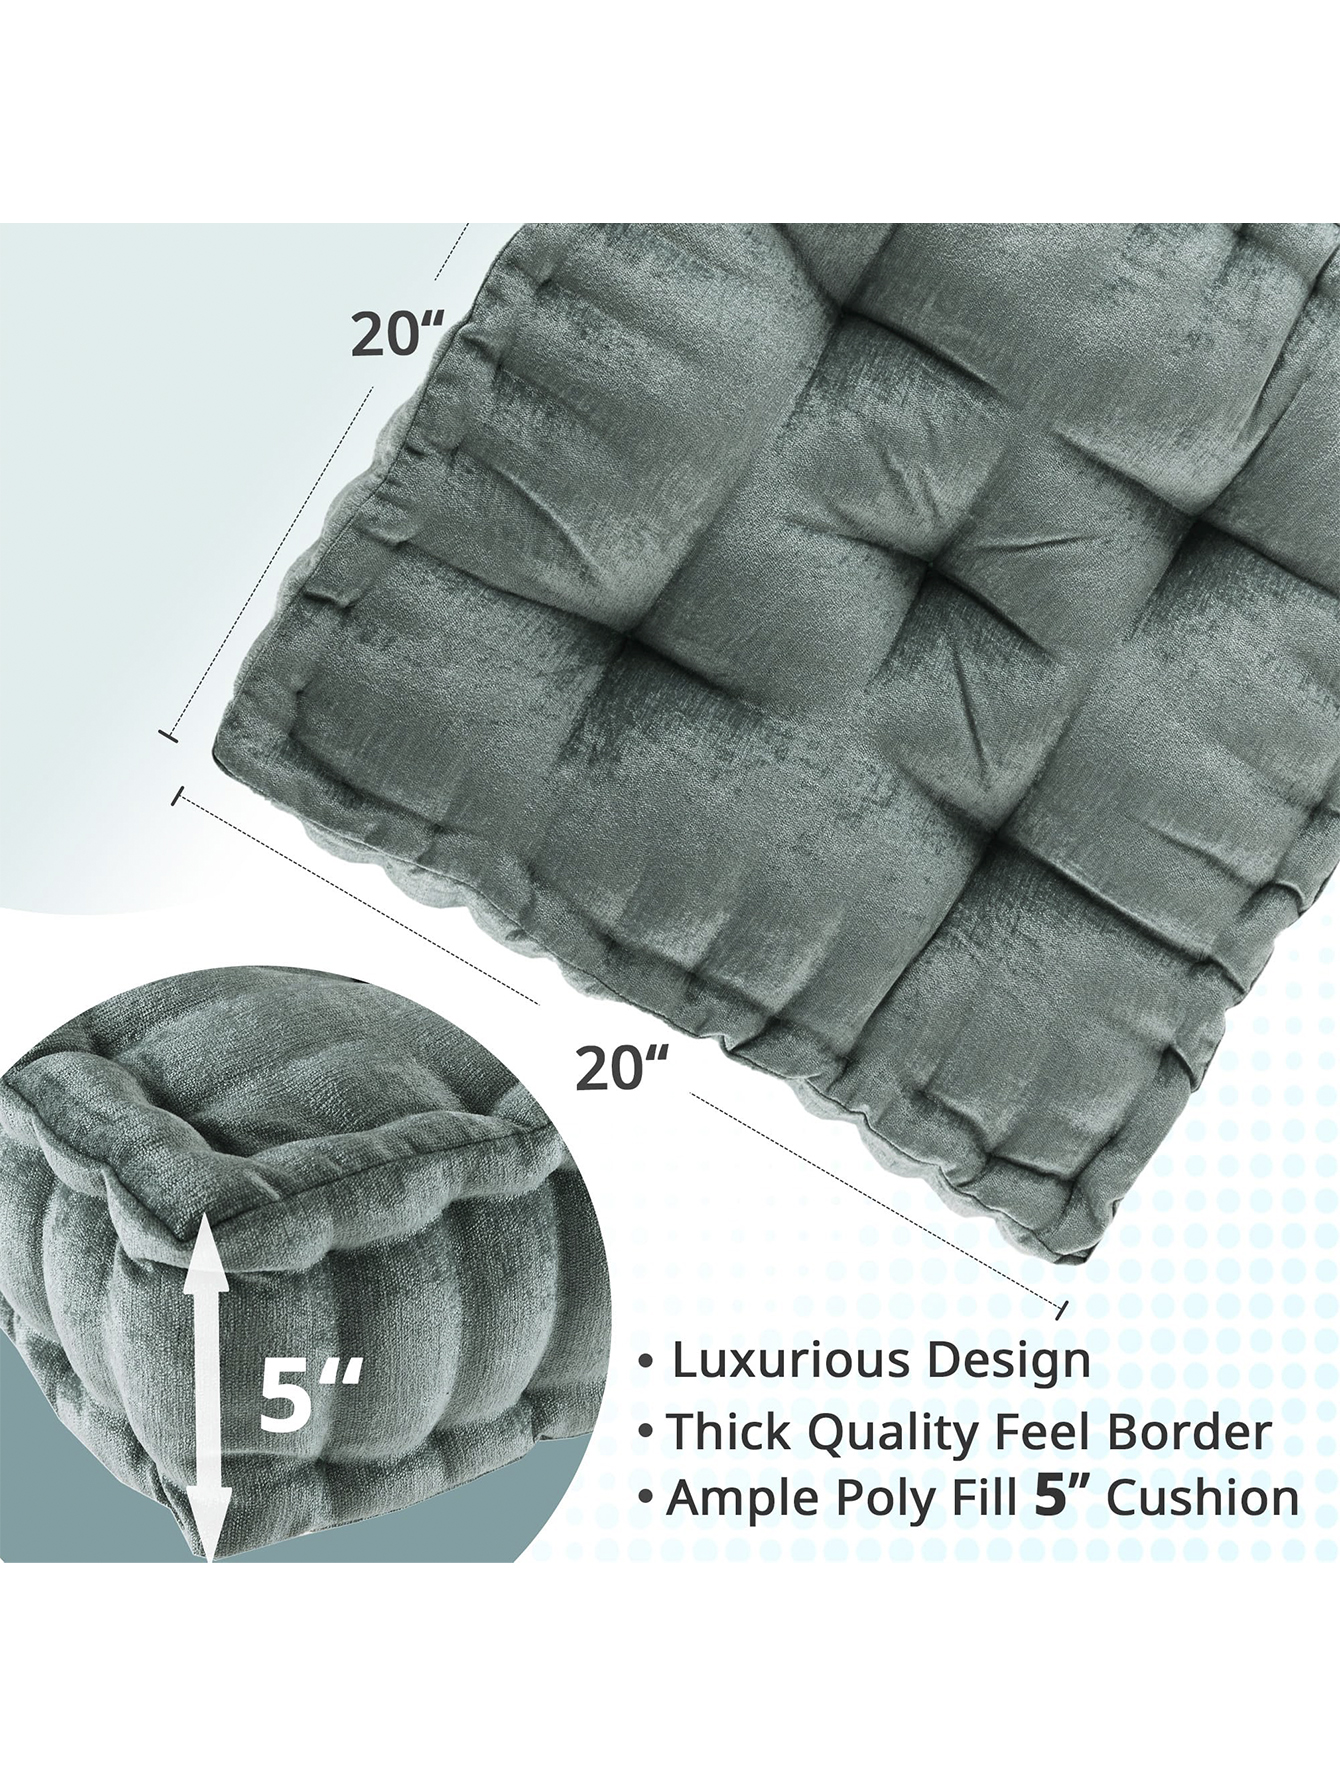 20“
20“
5“
• Luxurious Design
• Thick Quality Feel Border
• Ample Poly Fill 5” Cushion